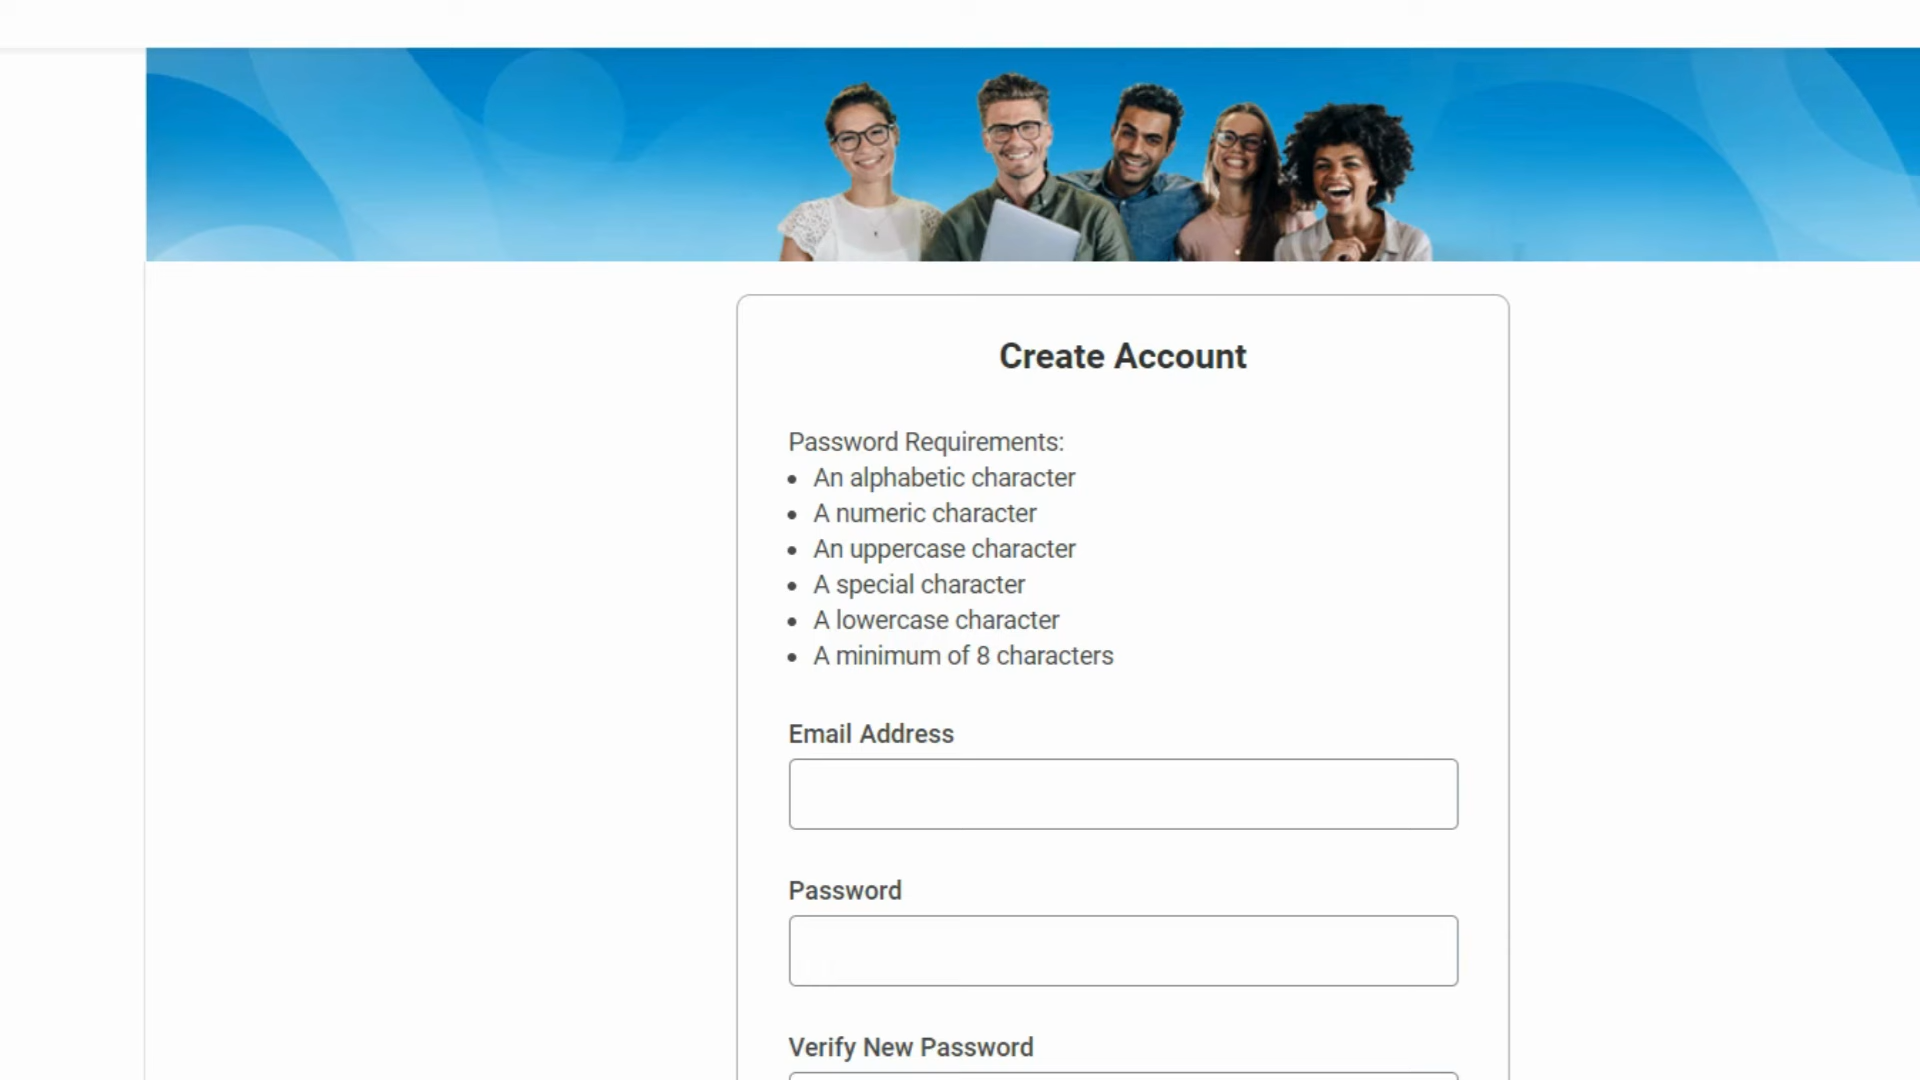 Create Account
Password Requirements:
• An alphabetic character
• A numeric character
• An uppercase character
• A special character
• A lowercase character
• A minimum of 8 characters
Email Address
Password
Verify New Password